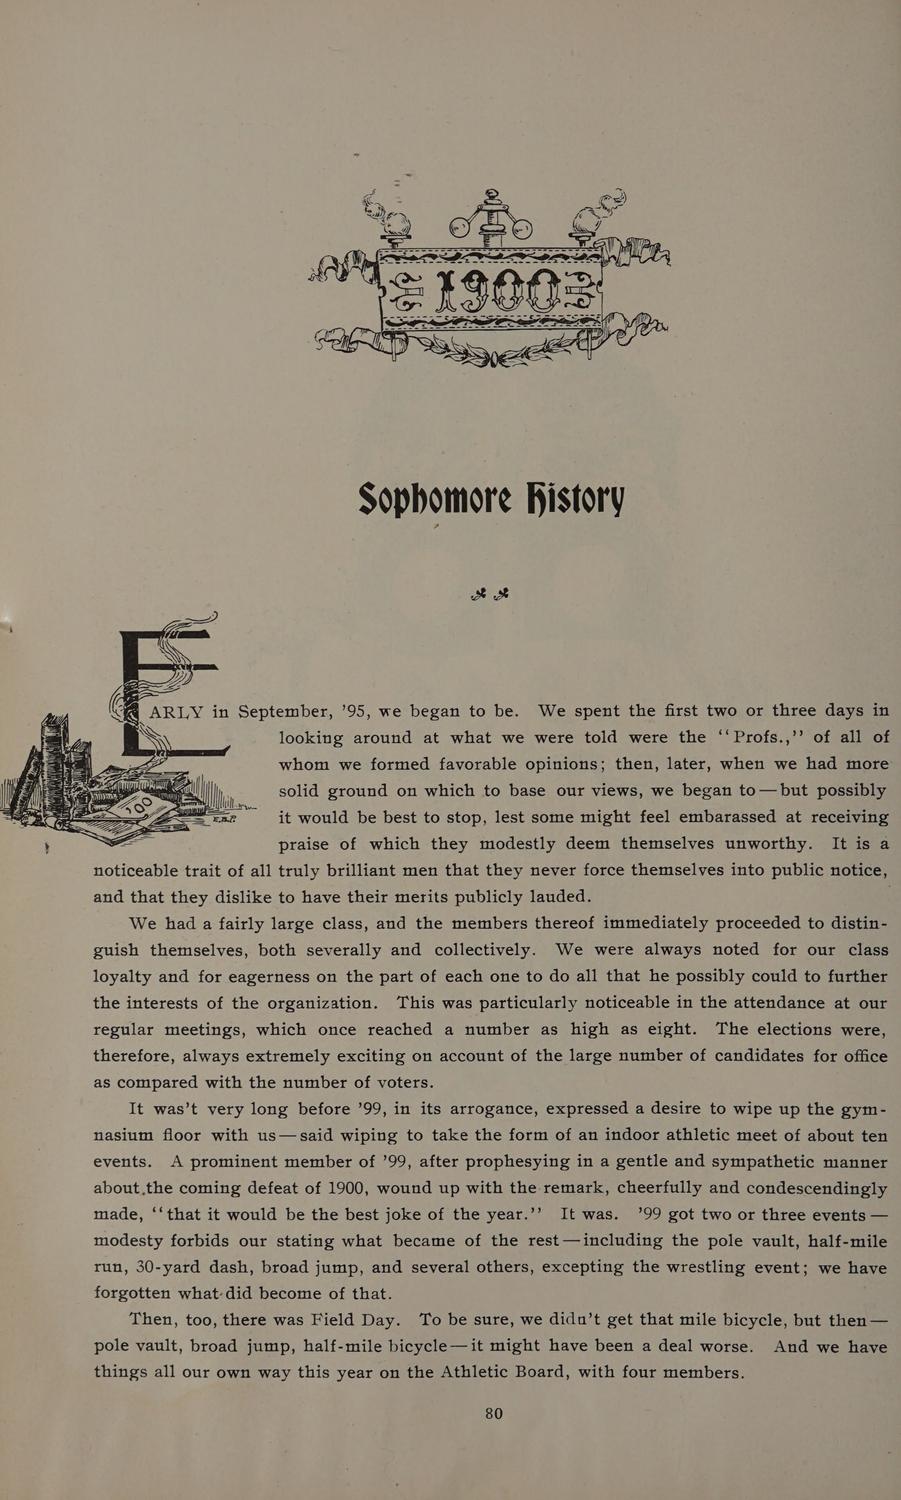 1900
Sophomore History
EARLY in September, ’95, we began to be. We spent the first two or three days in
looking around at what we were told were the ‘‘Profs.,’’ of all of
whom we formed favorable opinions; then, later, when we had more
solid ground on which to base our views, we began to—but possibly
it would be best to stop, lest some might feel embarassed at receiving
praise of which they modestly deem themselves unworthy. It is a
noticeable trait of all truly brilliant men that they never force themselves into public notice,
and that they dislike to have their merits publicly lauded.
We had a fairly large class, and the members thereof immediately proceeded to distin-
guish themselves, both severally and collectively. We were always noted for our class
loyalty and for eagerness on the part of each one to do all that he possibly could to further
the interests of the organization. This was particularly noticeable in the attendance at our
regular meetings, which once reached a number as high as eight. The elections were,
therefore, always extremely exciting on account of the large number of candidates for office
as compared with the number of voters.
It was’t very long before ’99, in its arrogance, expressed a desire to wipe up the gym-
nasium floor with us—said wiping to take the form of an indoor athletic meet of about ten
events. A prominent member of ’99, after prophesying in a gentle and sympathetic manner
about the coming defeat of 1900, wound up with the remark, cheerfully and condescendingly
made, ‘‘that it would be the best joke of the year.’’ It was. ’99 got two or three events—
modesty forbids our stating what became of the rest—including the pole vault, half-mile
run, 30-yard dash, broad jump, and several others, excepting the wrestling event; we have
forgotten what did become of that.
Then, too, there was Field Day. To be sure, we didn’t get that mile bicycle, but then—
pole vault, broad jump, half-mile bicycle—it might have been a deal worse. And we have
things all our own way this year on the Athletic Board, with four members.
80